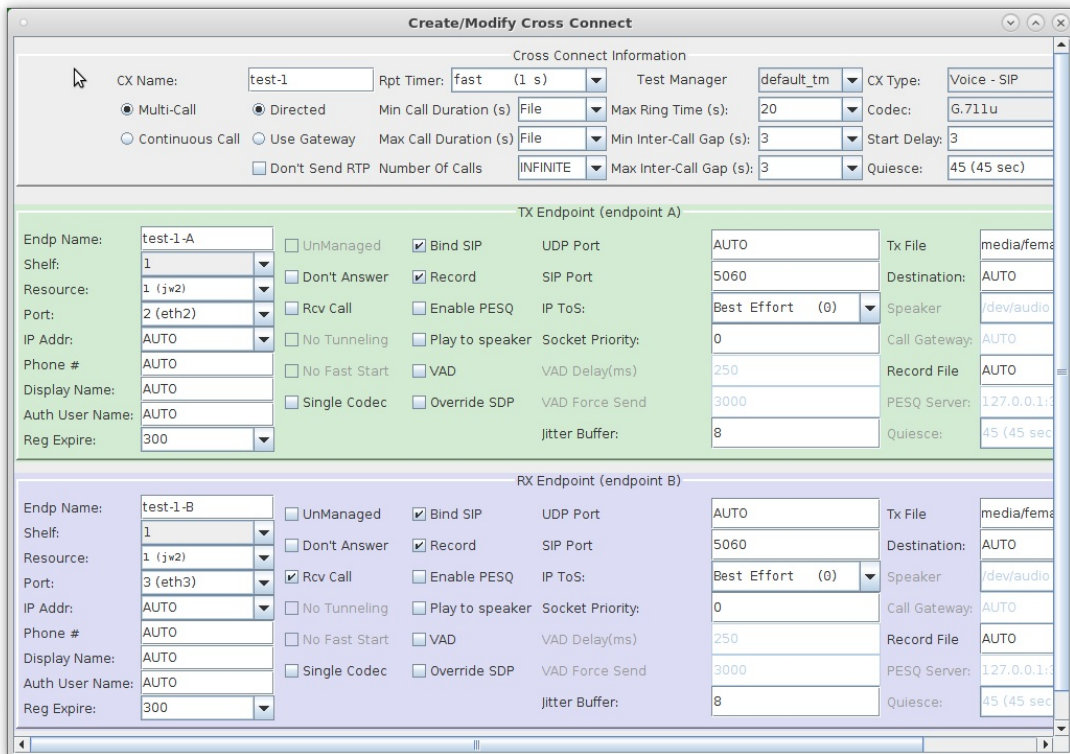 Create/Modify Cross Connect
Cross Connect Information
CX Name: test-1 Rpt Timer: fast (1 s) Test Manager default_tm CX Type: Voice - SIP
Multi-Call Directed Min Call Duration (s) File Max Ring Time (s): 20 Codec: G.711u
Continuous Call Use Gateway Max Call Duration (s) File Min Inter-Call Gap (s): 3 Start Delay: 3
Don't Send RTP Number Of Calls INFINITE Max Inter-Call Gap (s): 3 Quiesce: 45 (45 sec)
TX Endpoint (endpoint A)
Endp Name: test-1-A UnManaged Bind SIP UDP Port AUTO Tx File media/fema
Shelf: 1
Resource: 1 (jw2) Don't Answer Record SIP Port 5060 Destination: AUTO
Port: 2 (eth2) Rcv Call Enable PESQ IP ToS: Best Effort (0) Speaker /dev/audio
IP Addr: AUTO No Tunneling Play to speaker Socket Priority: 0 Call Gateway: AUTO
Phone # AUTO No Fast Start VAD VAD Delay(ms) 250 Record File AUTO
Display Name: AUTO
Auth User Name: AUTO Single Codec Override SDP VAD Force Send 3000 PESQ Server: 127.0.0.1:3
Reg Expire: 300 Jitter Buffer: 8 Quiesce: 45 (45 sec
RX Endpoint (endpoint B)
Endp Name: test-1-B UnManaged Bind SIP UDP Port AUTO Tx File media/fema
Shelf: 1
Resource: 1 (jw2) Don't Answer Record SIP Port 5060 Destination: AUTO
Port: 3 (eth3) Rcv Call Enable PESQ IP ToS: Best Effort (0) Speaker /dev/audio
IP Addr: AUTO No Tunneling Play to speaker Socket Priority: 0 Call Gateway: AUTO
Phone # AUTO No Fast Start VAD VAD Delay(ms) 250 Record File AUTO
Display Name: AUTO
Auth User Name: AUTO Single Codec Override SDP VAD Force Send 3000 PESQ Server: 127.0.0.1:3
Reg Expire: 300 Jitter Buffer: 8 Quiesce: 45 (45 sec